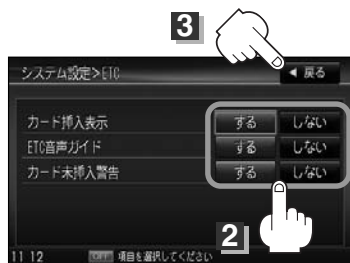 3
システム設定>ETC
◀ 戻る
カード挿入表示 する しない
ETC音声ガイド する しない
カード未挿入警告 する しない
2
11 12 OFF 項目を選択してください